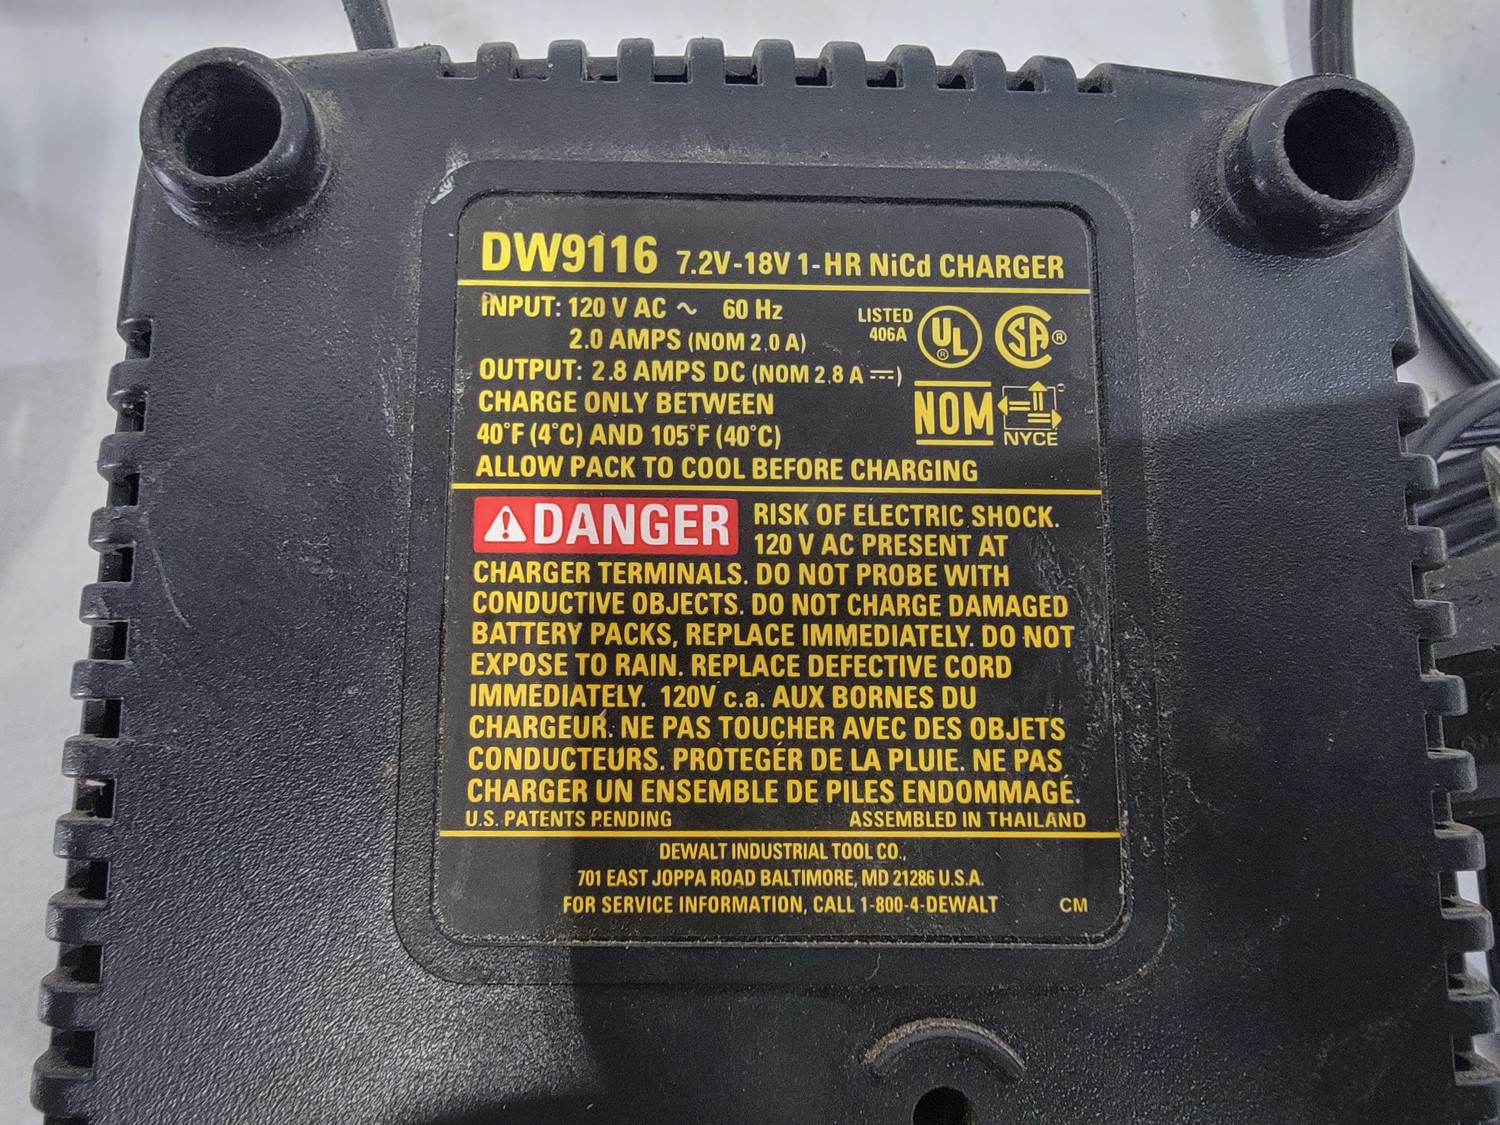 DW9116 7.2V-18V 1-HR NiCd CHARGER
INPUT: 120 V AC ~ 60 Hz
2.0 AMPS (NOM 2.0 A)
LISTED
406A
UL
®
SA®
OUTPUT: 2.8 AMPS DC (NOM 2.8 A ⎓)
CHARGE ONLY BETWEEN
40°F (4°C) AND 105°F (40°C)
NOM
NYCE
ALLOW PACK TO COOL BEFORE CHARGING
DANGER RISK OF ELECTRIC SHOCK.
120 V AC PRESENT AT
CHARGER TERMINALS. DO NOT PROBE WITH
CONDUCTIVE OBJECTS. DO NOT CHARGE DAMAGED
BATTERY PACKS, REPLACE IMMEDIATELY. DO NOT
EXPOSE TO RAIN. REPLACE DEFECTIVE CORD
IMMEDIATELY. 120V c.a. AUX BORNES DU
CHARGEUR. NE PAS TOUCHER AVEC DES OBJETS
CONDUCTEURS. PROTEGÉR DE LA PLUIE. NE PAS
CHARGER UN ENSEMBLE DE PILES ENDOMMAGÉ.
U.S. PATENTS PENDING ASSEMBLED IN THAILAND
DEWALT INDUSTRIAL TOOL CO.,
701 EAST JOPPA ROAD BALTIMORE, MD 21286 U.S.A.
FOR SERVICE INFORMATION, CALL 1-800-4-DEWALT CM